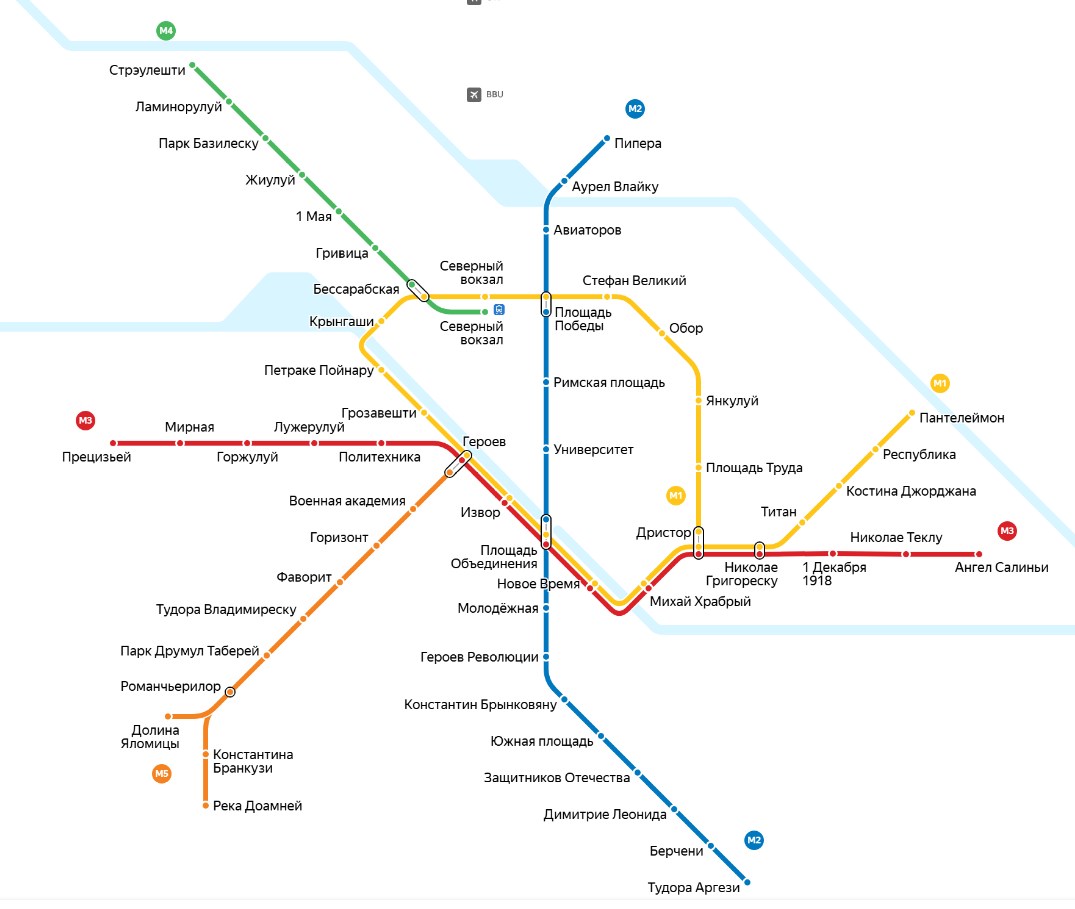 M4
Стрэулешти
Ламинорулуй
BBU
M2
Парк Базилеску
Пипера
Жиулуй
Аурел Влайку
1 Мая
Авиаторов
Гривица
Северный
вокзал
Стефан Великий
Бессарабская
Площадь
Победы
Крынгаши
Северный
вокзал
Обор
Петраке Пойнару
Римская площадь
M1
Янкулуй
Грозавешти
Пантелеймон
M3
Мирная
Лужерулуй
Героев
Университет
Республика
Прецизьей
Горжулуй
Политехника
Площадь Труда
Костина Джорджана
M1
Военная академия
Извор
Титан
Дристор
M3
Горизонт
Николае Теклу
Площадь
Объединения
Николае
Григореску
1 Декабря
1918
Ангел Салиньи
Фаворит
Новое Время
Михай Храбрый
Тудора Владимиреску
Молодёжная
Парк Друмул Таберей
Героев Революции
Романчьерилор
Константин Брынковяну
Долина
Яломицы
Южная площадь
Константина
Бранкузи
M5
Защитников Отечества
Река Доамней
Димитрие Леонида
M2
Берчени
Тудора Аргези